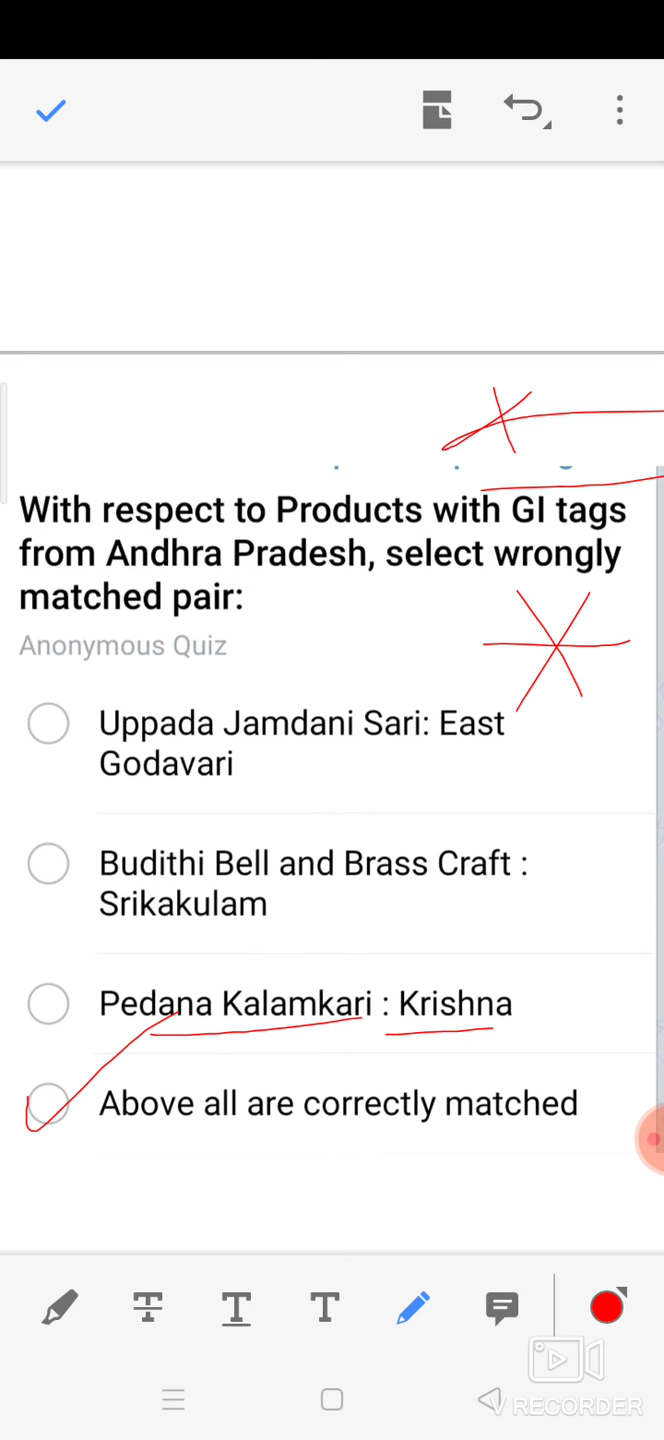 With respect to Products with GI tags
from Andhra Pradesh, select wrongly
matched pair:
Anonymous Quiz
Uppada Jamdani Sari: East
Godavari
Budithi Bell and Brass Craft :
Srikakulam
Pedana Kalamkari : Krishna
Above all are correctly matched
T T T
V RECORDER